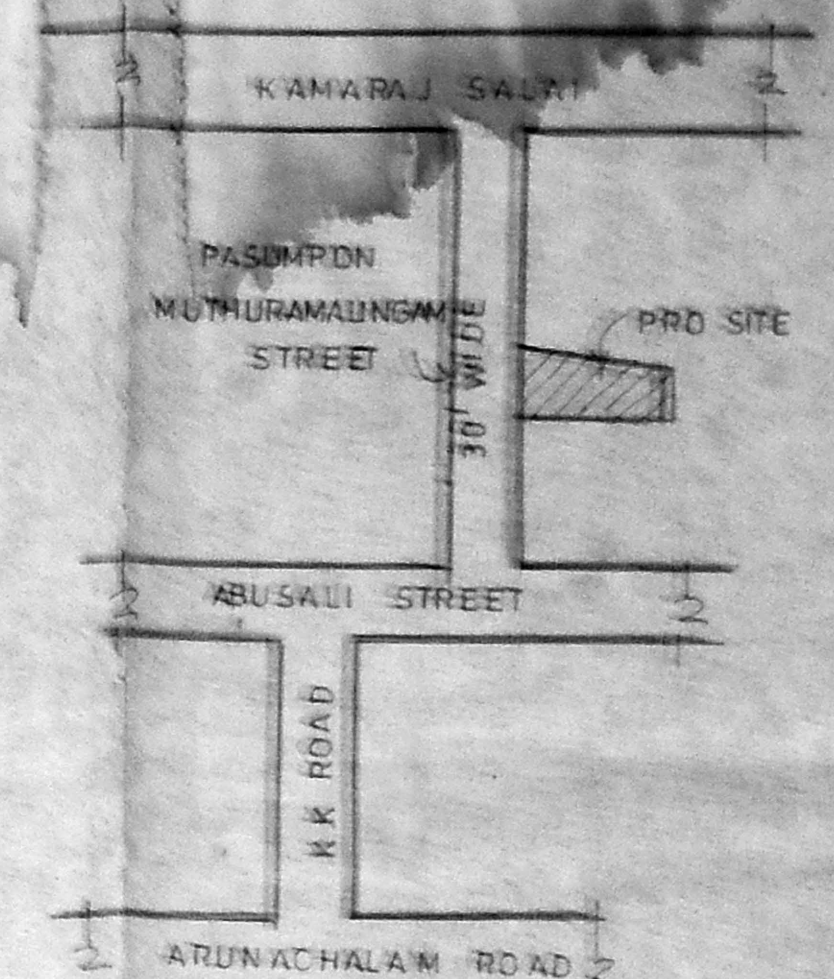 2
KAMARAJ SALAI
2
PASUMPON
MUTHURAMALINGAM
STREET
30' WIDE
PRO SITE
2
ABUSALI STREET
2
KK ROAD
2
ARUNACHALAM ROAD
2